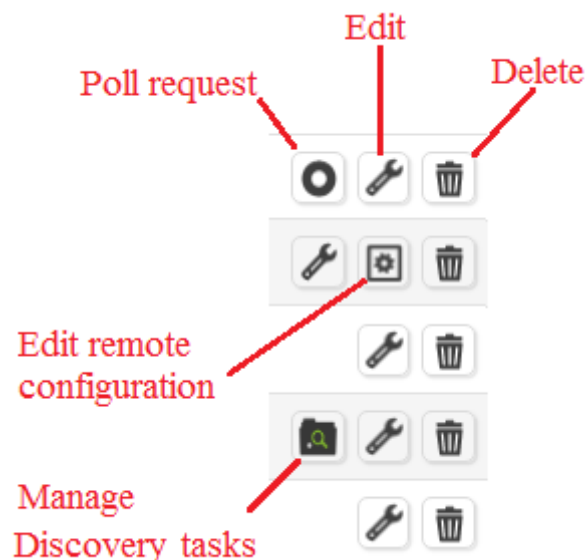 Edit
Poll request
Delete
Edit remote
configuration
Manage
Discovery tasks